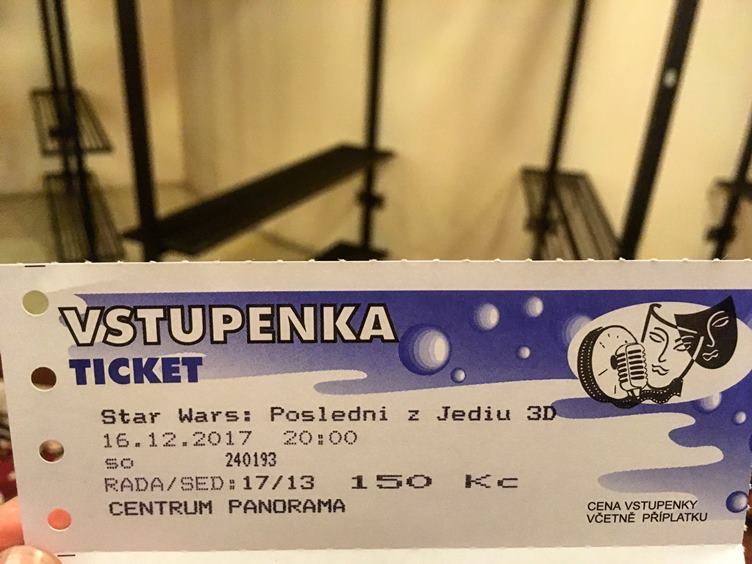 VSTUPENKA
TICKET
Star Wars: Posledni z Jediu 3D
16.12.2017 20:00
so 240193
RADA/SED:17/13 150 Kc
CENTRUM PANORAMA
CENA VSTUPENKY
VČETNĚ PŘÍPLATKU